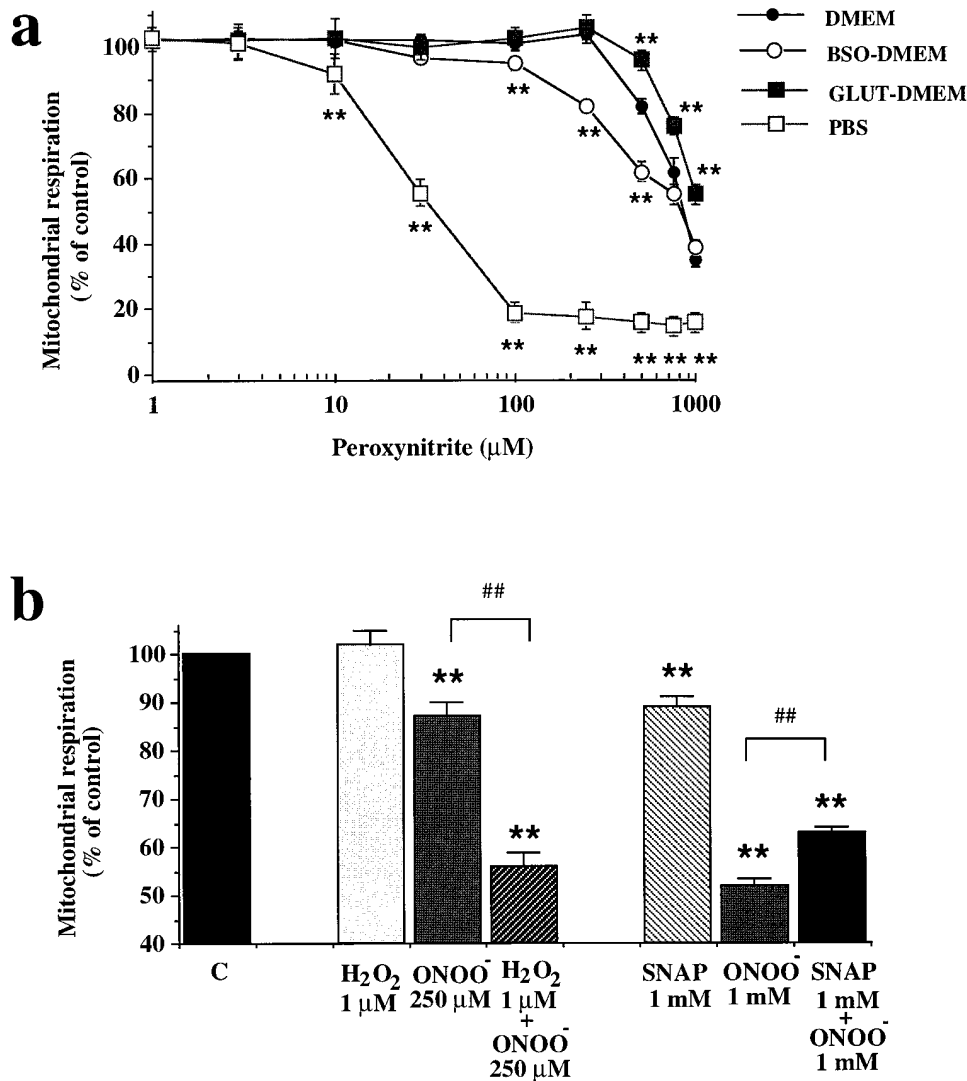 a
DMEM
BSO-DMEM
GLUT-DMEM
PBS
Mitochondrial respiration
(% of control)
100
80
60
40
20
0
**
**
**
**
**
**
**
**
**
**
** ** **
1
10
100
1000
Peroxynitrite (μM)
b
Mitochondrial respiration
(% of control)
100
90
80
70
60
50
40
##
**
**
**
##
**
**
C
H2O2
1 μM
ONOO-
250 μM
H2O2
1 μM
+
ONOO-
250 μM
SNAP
1 mM
ONOO-
1 mM
SNAP
1 mM
+
ONOO-
1 mM